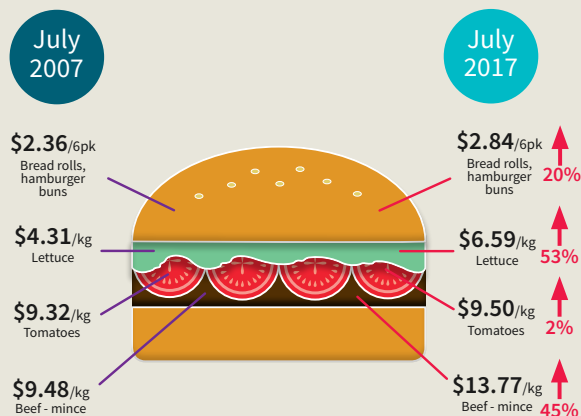 July
2007
July
2017
$2.36/6pk
Bread rolls,
hamburger
buns
$2.84/6pk
Bread rolls,
hamburger
buns
20%
$4.31/kg
Lettuce
$6.59/kg
Lettuce
53%
$9.32/kg
Tomatoes
$9.50/kg
Tomatoes
2%
$9.48/kg
Beef - mince
$13.77/kg
Beef - mince
45%